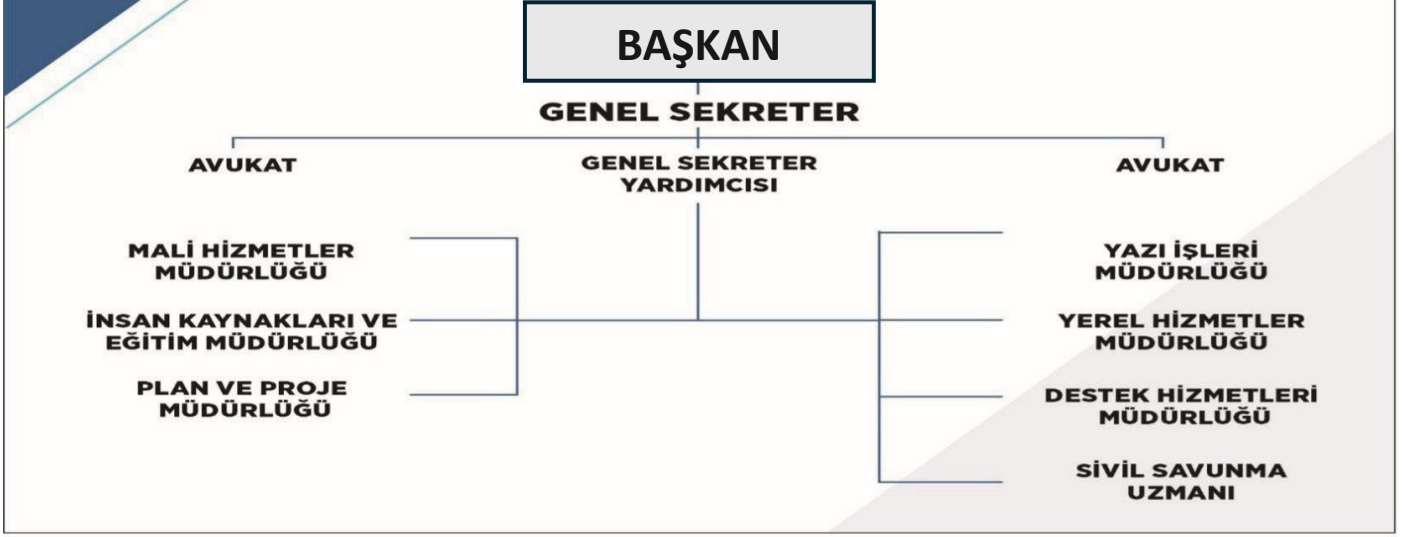 BAŞKAN
GENEL SEKRETER
AVUKAT
GENEL SEKRETER
YARDIMCISI
AVUKAT
MALİ HİZMETLER
MÜDÜRLÜĞÜ
İNSAN KAYNAKLARI VE
EĞİTİM MÜDÜRLÜĞÜ
PLAN VE PROJE
MÜDÜRLÜĞÜ
YAZI İŞLERİ
MÜDÜRLÜĞÜ
YEREL HİZMETLER
MÜDÜRLÜĞÜ
DESTEK HİZMETLERİ
MÜDÜRLÜĞÜ
SİVİL SAVUNMA
UZMANI